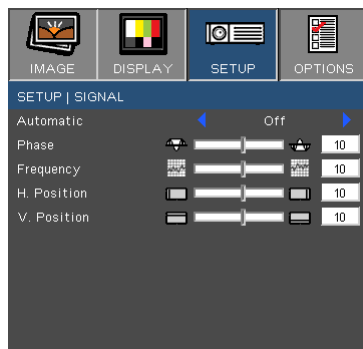 IMAGE DISPLAY SETUP OPTIONS
SETUP | SIGNAL
Automatic Off
Phase 10
Frequency 10
H. Position 10
V. Position 10